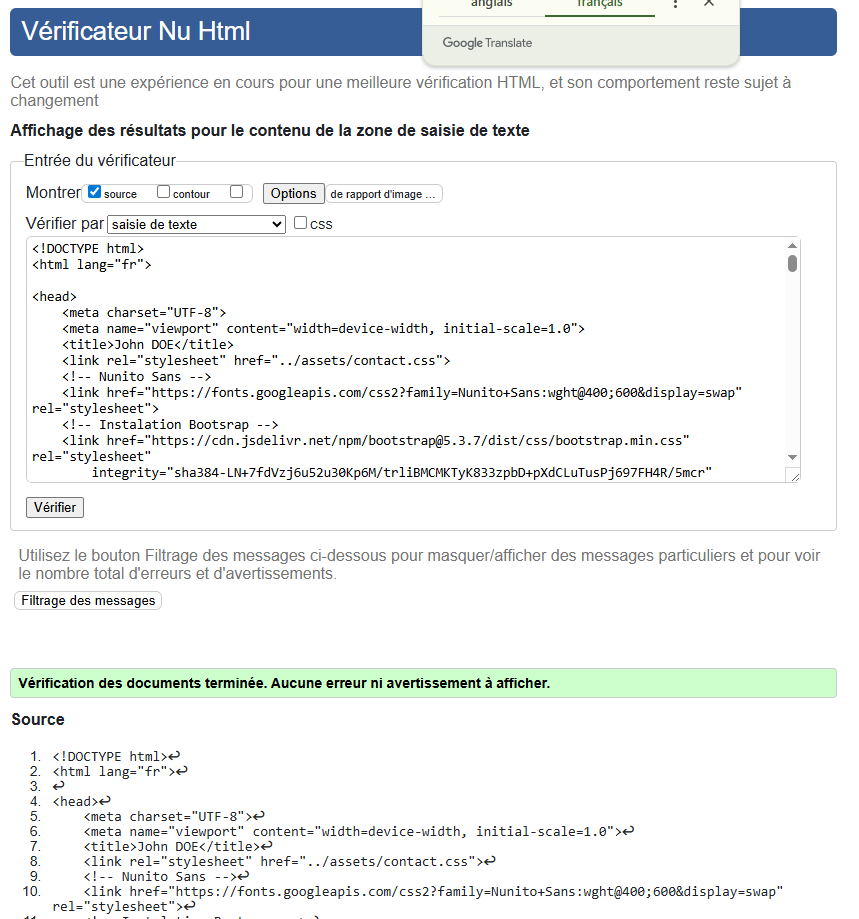 anglais français
Google Translate
Vérificateur Nu Html
Cet outil est une expérience en cours pour une meilleure vérification HTML, et son comportement reste sujet à
changement
Affichage des résultats pour le contenu de la zone de saisie de texte
Entrée du vérificateur
Montrer source contour Options de rapport d'image ...
Vérifier par saisie de texte css
<!DOCTYPE html>
<html lang="fr">
<head>
<meta charset="UTF-8">
<meta name="viewport" content="width=device-width, initial-scale=1.0">
<title>John DOE</title>
<link rel="stylesheet" href="../assets/contact.css">
<!-- Nunito Sans -->
<link href="https://fonts.googleapis.com/css2?family=Nunito+Sans:wght@400;600&display=swap"
rel="stylesheet">
<!-- Instalation Bootsrap -->
<link href="https://cdn.jsdelivr.net/npm/bootstrap@5.3.7/dist/css/bootstrap.min.css"
rel="stylesheet"
integrity="sha384-LN+7fdVzj6u52u30Kp6M/trliBMCMKTyK833zpbD+pXdCLuTusPj697FH4R/5mcr"
Vérifier
Utilisez le bouton Filtrage des messages ci-dessous pour masquer/afficher des messages particuliers et pour voir
le nombre total d'erreurs et d'avertissements.
Filtrage des messages
Vérification des documents terminée. Aucune erreur ni avertissement à afficher.
Source
1. <!DOCTYPE html>↩
2. <html lang="fr">↩
3. ↩
4. <head>↩
5. <meta charset="UTF-8">↩
6. <meta name="viewport" content="width=device-width, initial-scale=1.0">↩
7. <title>John DOE</title>↩
8. <link rel="stylesheet" href="../assets/contact.css">↩
9. <!-- Nunito Sans -->↩
10. <link href="https://fonts.googleapis.com/css2?family=Nunito+Sans:wght@400;600&display=swap"
rel="stylesheet">↩